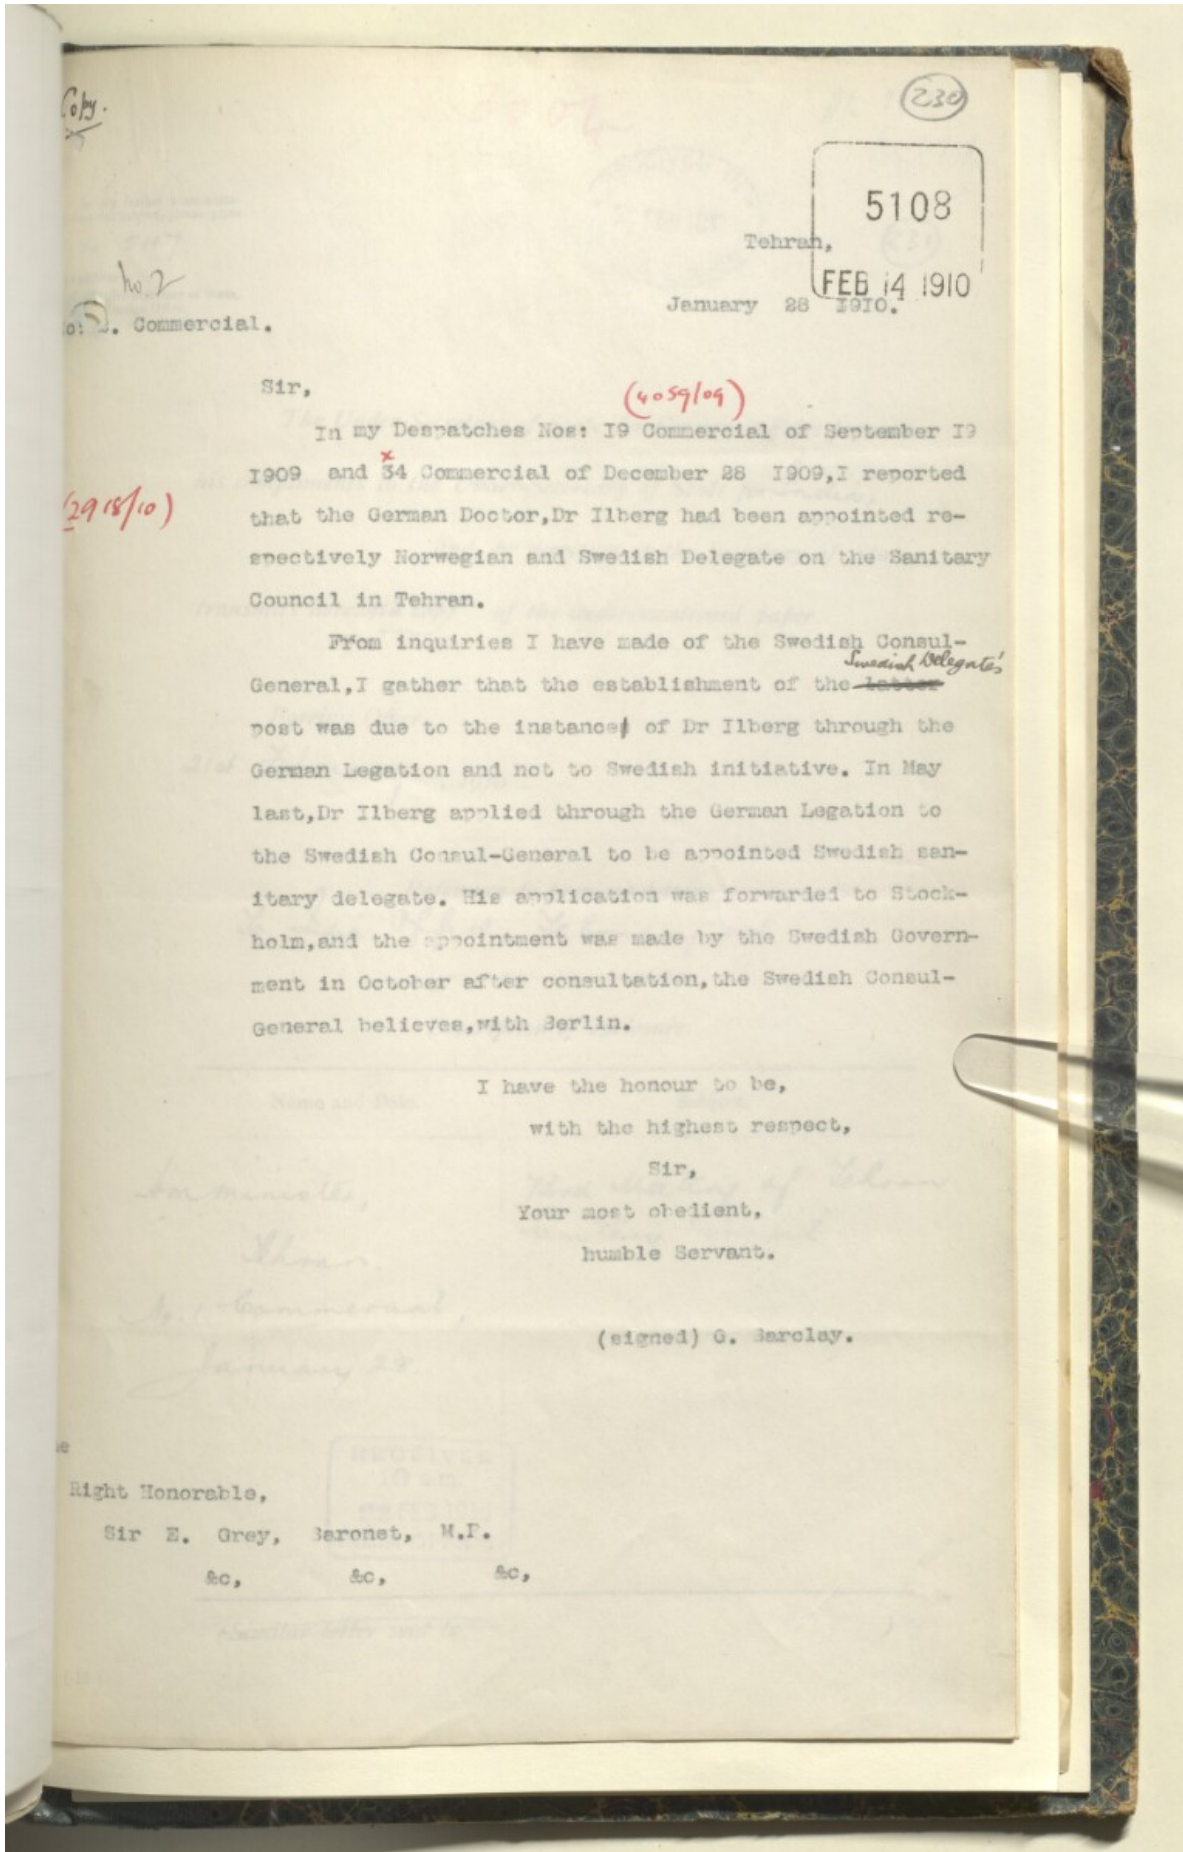 Copy.
230
5108
Tehran,
FEB 14 1910
No. 2
January 28 1910.
Commercial.
Sir,
(4059/09)
In my Despatches Nos: 19 Commercial of September 19
x
1909 and 34 Commercial of December 28 1909,I reported
(2918/10)
that the German Doctor,Dr Ilberg had been appointed re-
spectively Norwegian and Swedish Delegate on the Sanitary
Council in Tehran.
From inquiries I have made of the Swedish Consul-
Swedish Delegate's
General,I gather that the establishment of the latter
post was due to the instance of Dr Ilberg through the
German Legation and not to Swedish initiative. In May
last,Dr Ilberg applied through the German Legation to
the Swedish Consul-General to be appointed Swedish san-
itary delegate. His application was forwarded to Stock-
holm,and the appointment was made by the Swedish Govern-
ment in October after consultation,the Swedish Consul-
General believes,with Berlin.
I have the honour to be,
with the highest respect,
Sir,
Your most obedient,
humble Servant.
(signed) G. Barclay.
Right Honorable,
Sir E. Grey, Baronet, M.P.
&c, &c, &c,